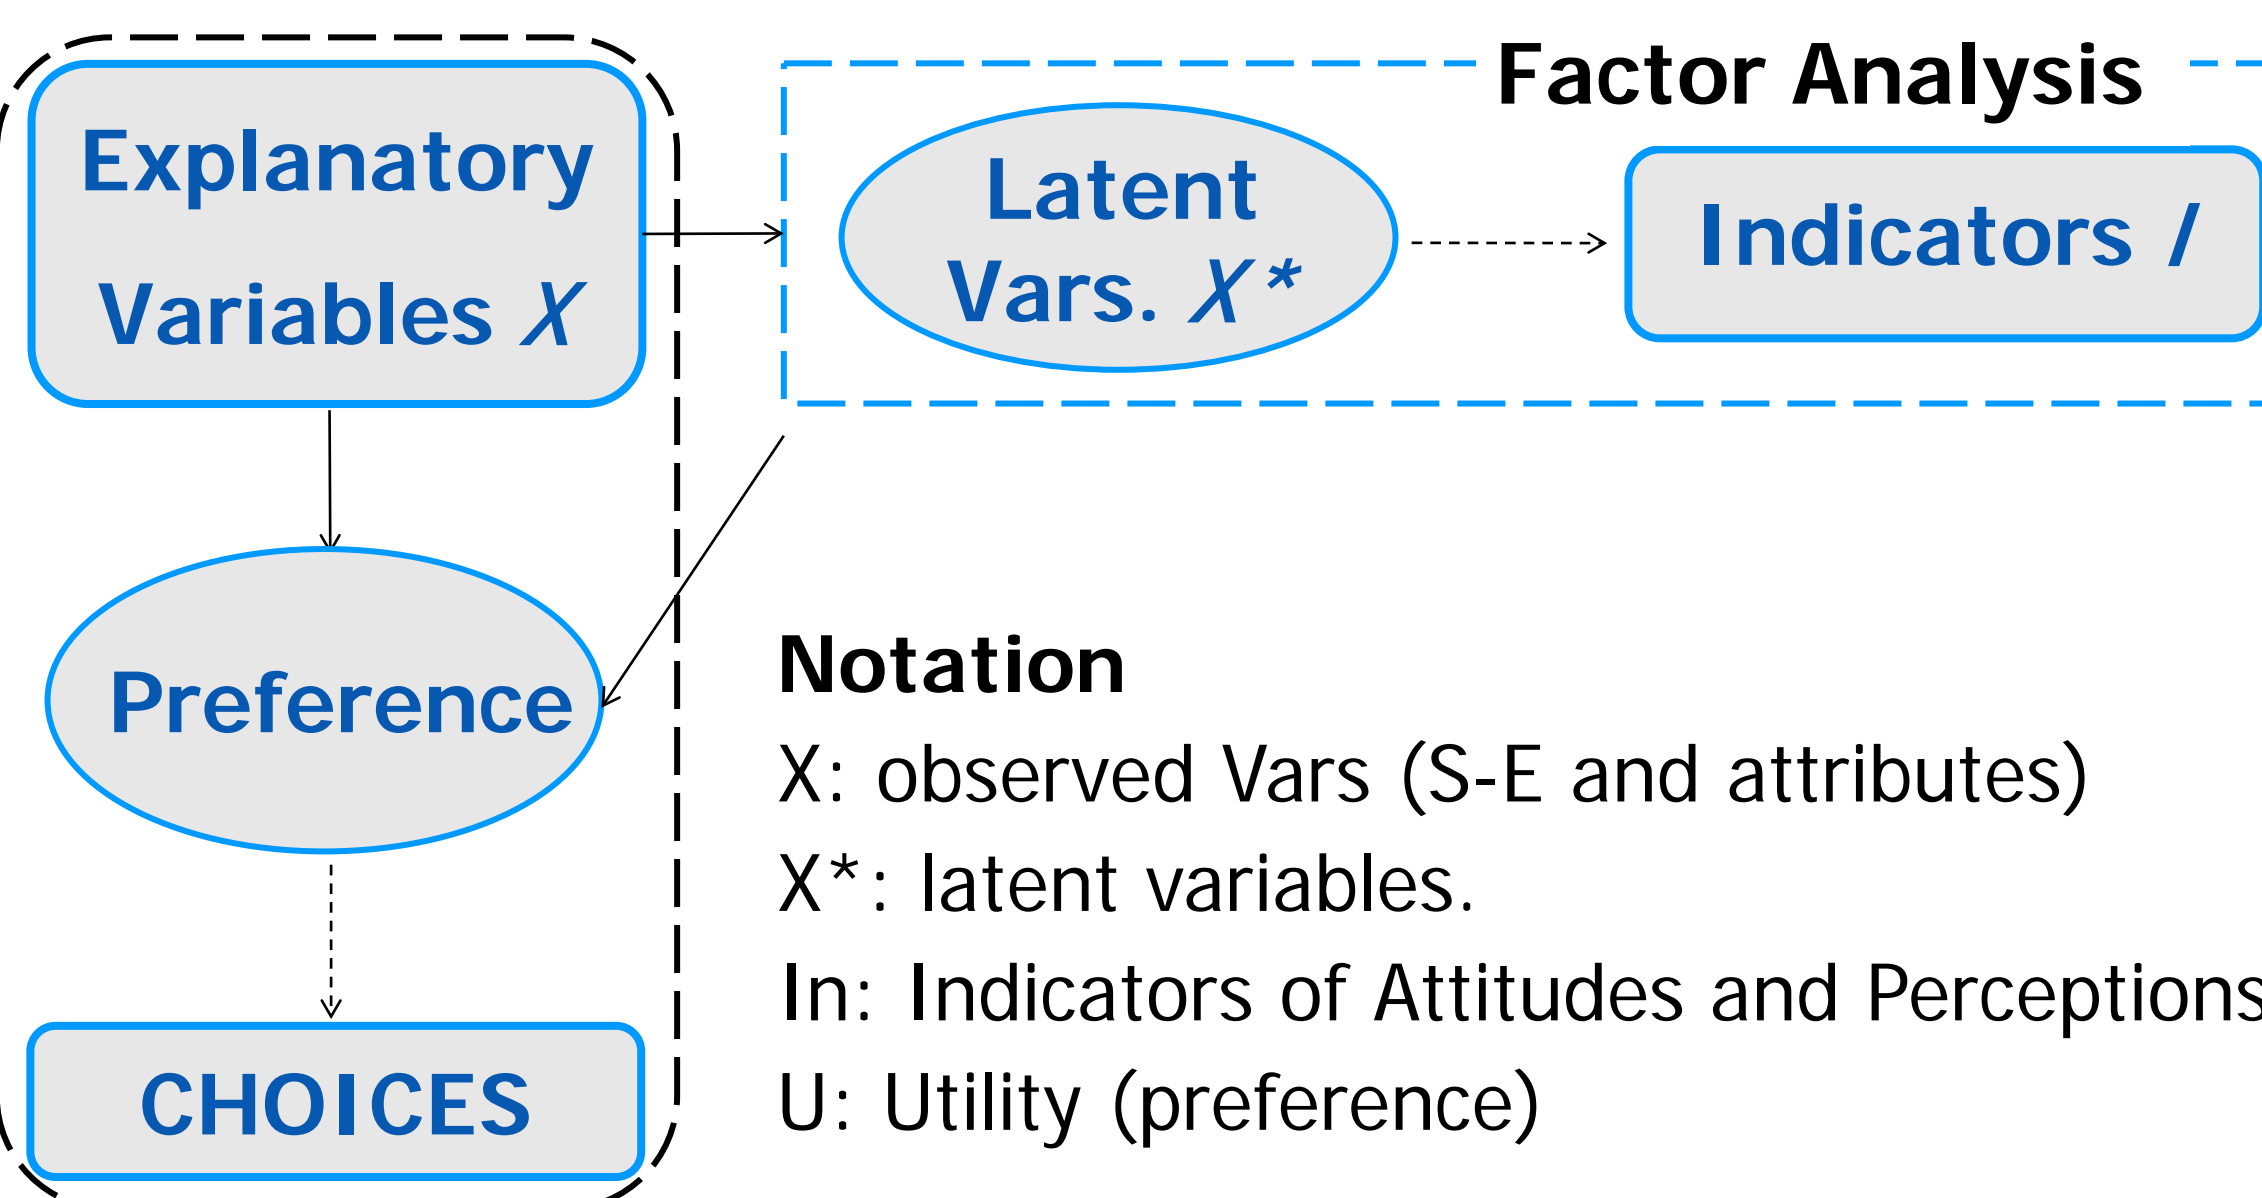 Factor Analysis
Explanatory
Variables X
Latent
Vars. X*
Indicators /
Preference
CHOICES
Notation
X: observed Vars (S-E and attributes)
X*: latent variables.
In: Indicators of Attitudes and Perceptions
U: Utility (preference)